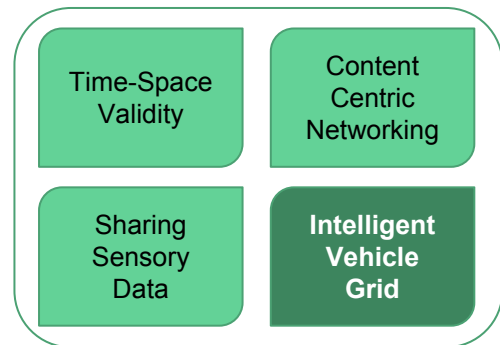 Time-Space
Validity
Content
Centric
Networking
Sharing
Sensory
Data
Intelligent
Vehicle
Grid